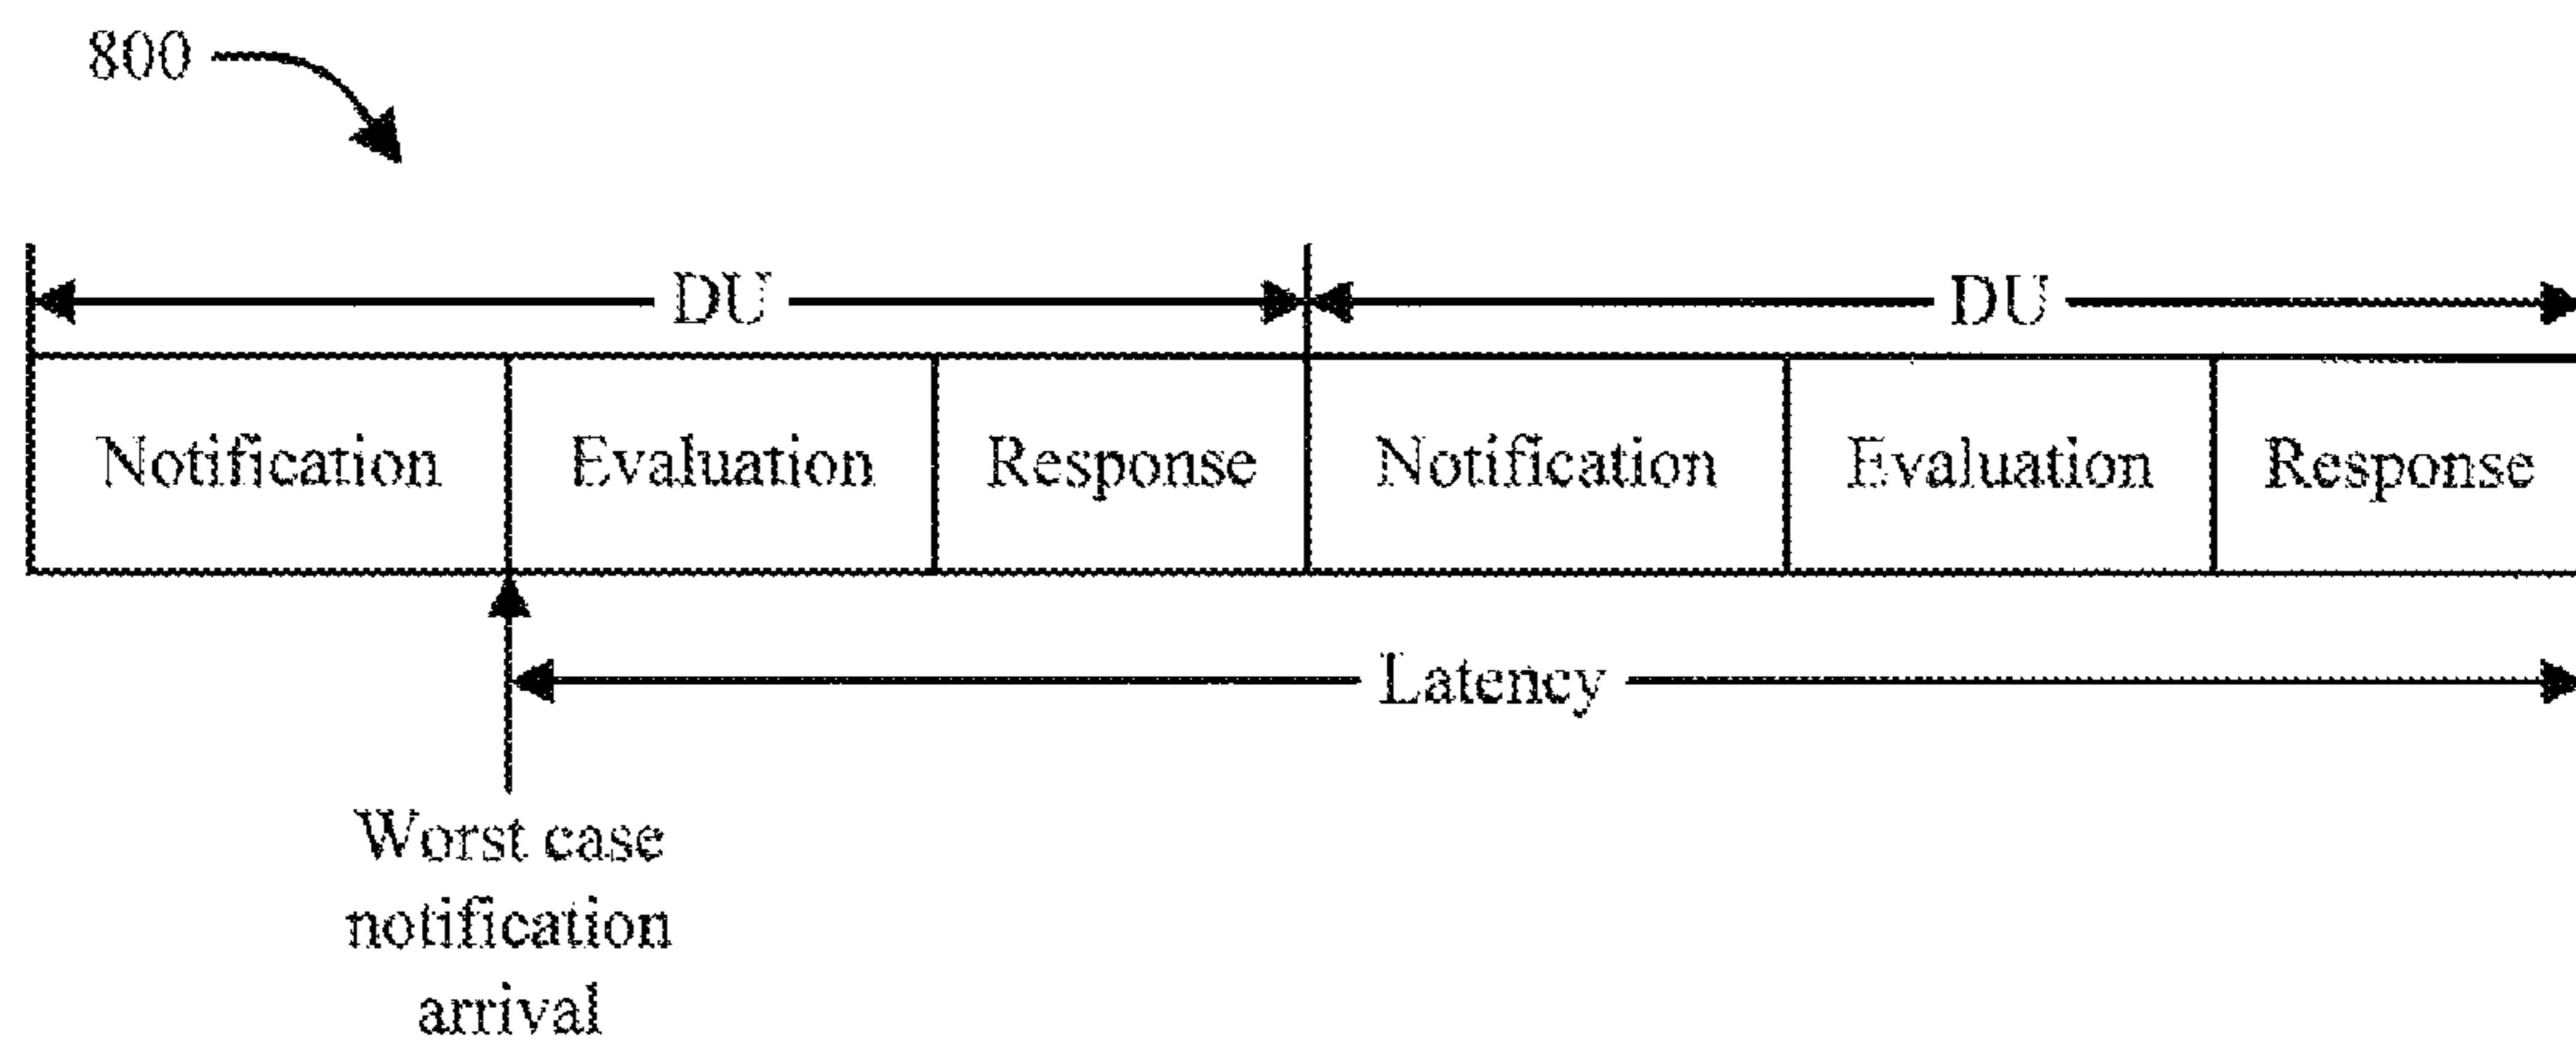 800
DU DU
Notification Evaluation Response Notification Evaluation Response
Latency
Worst case
notification
arrival